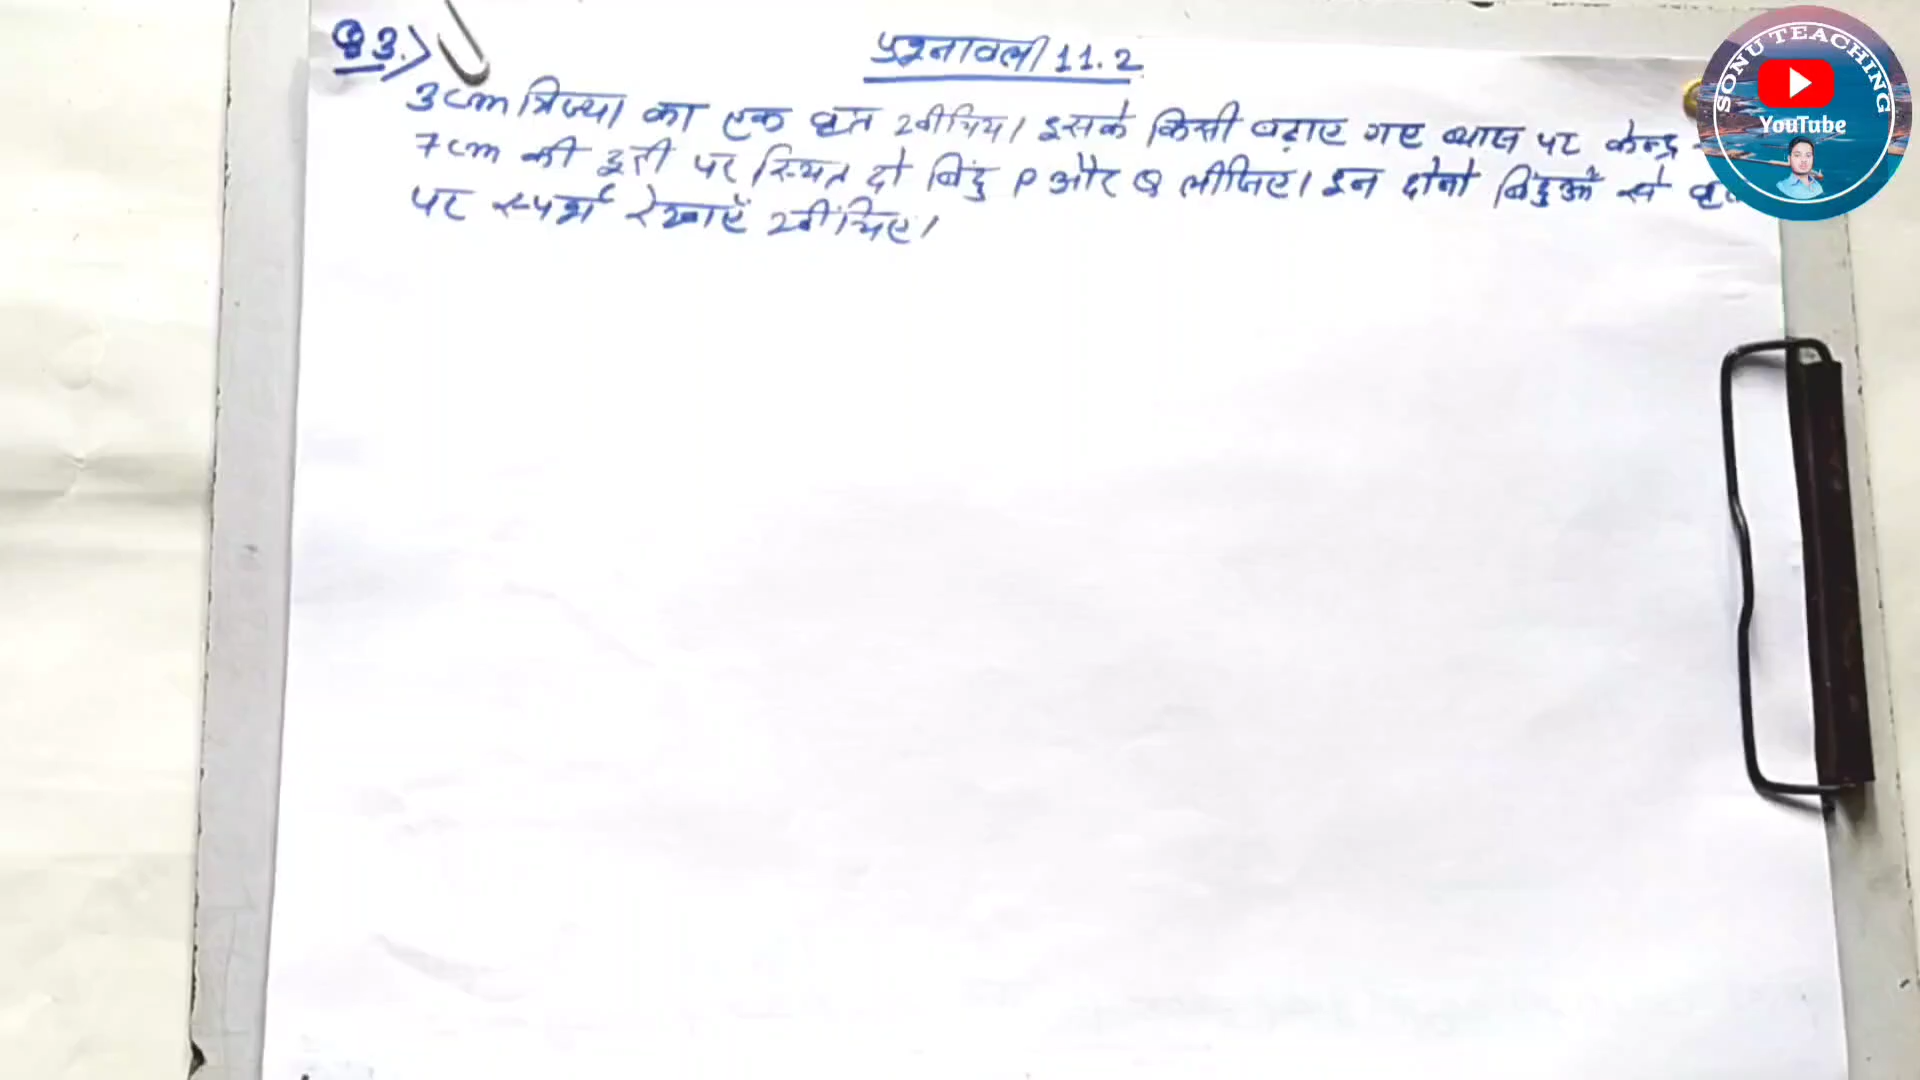 Q3.>
प्रश्नावली 11.2
3cm त्रिज्या का एक वृत्त खींचिय। इसके किसी बढ़ाए गए व्यास पर केन्द्र
7cm की दूरी पर स्थित दो बिंदु P और Q लीजिए। इन दोनो बिंदुओं से
पर स्पर्श रेखाएँ खींचिए।
SONU TEACHING
YouTube